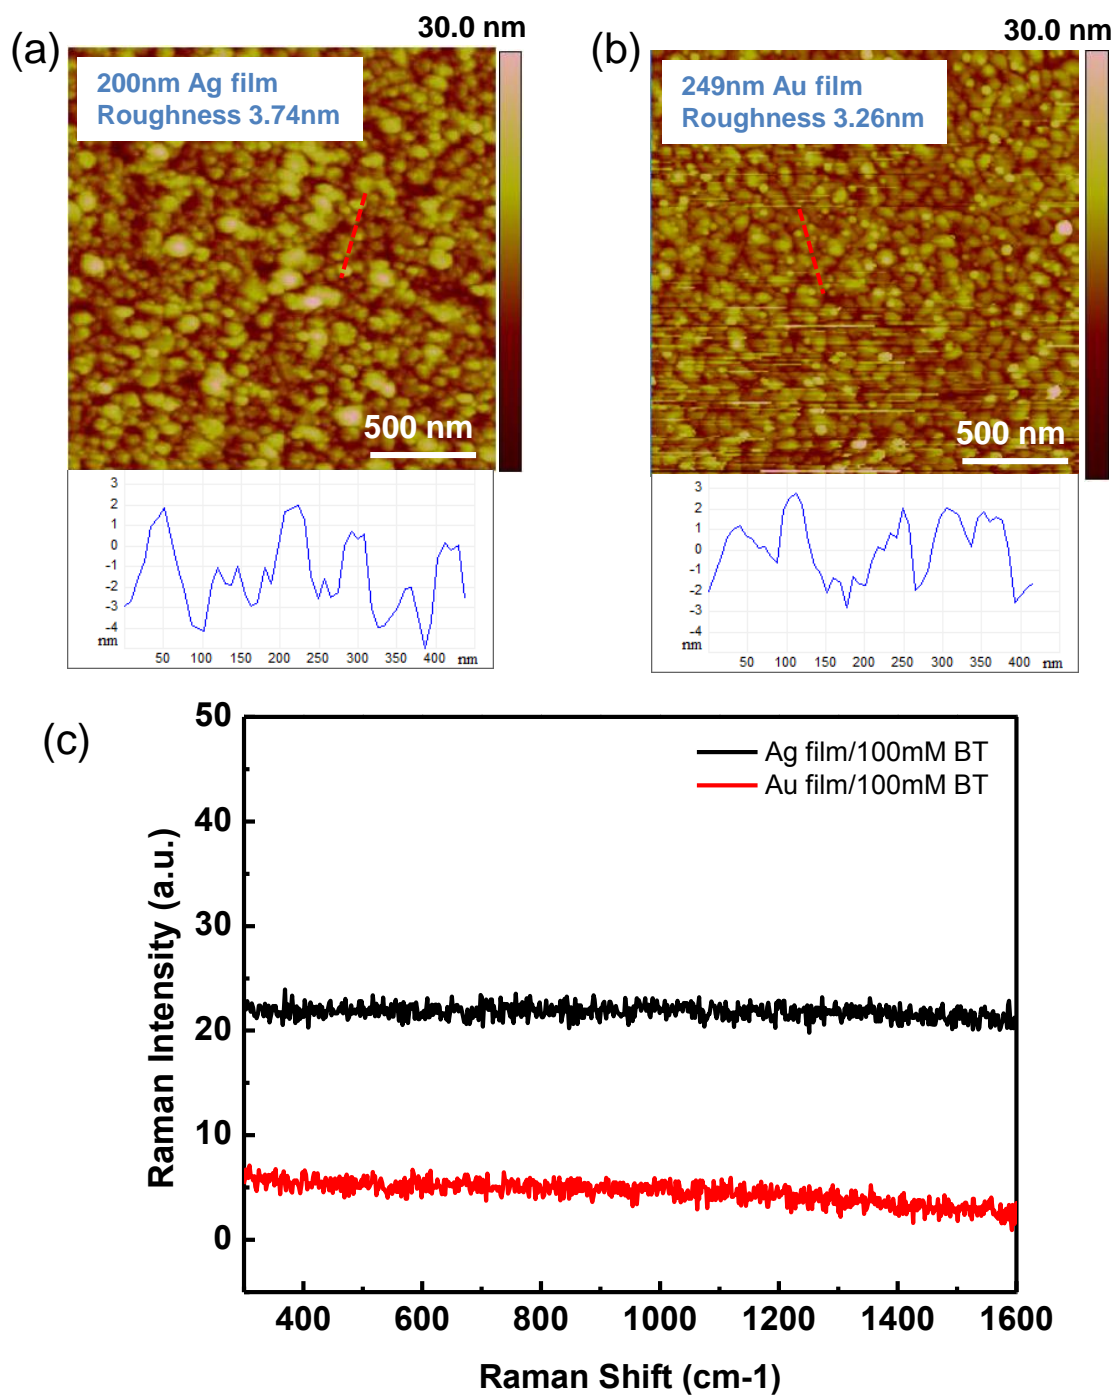 (a)
30.0 nm
200nm Ag film
Roughness 3.74nm
500 nm
3
2
1
0
-1
-2
-3
-4
nm
50 100 150 200 250 300 350 400 nm
(b)
30.0 nm
249nm Au film
Roughness 3.26nm
500 nm
3
2
1
0
-1
-2
-3
-4
nm
50 100 150 200 250 300 350 400 nm
(c)
50
40
30
20
10
0
Raman Intensity (a.u.)
Ag film/100mM BT
Au film/100mM BT
400 600 800 1000 1200 1400 1600
Raman Shift (cm-1)